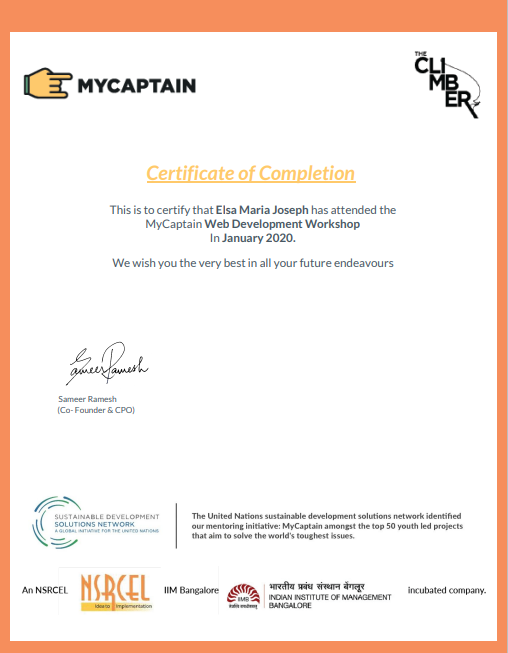 MYCAPTAIN
THE
CLI
MB
ER
Certificate of Completion
This is to certify that Elsa Maria Joseph has attended the
MyCaptain Web Development Workshop
In January 2020.
We wish you the very best in all your future endeavours
Sameer Ramesh
Sameer Ramesh
(Co- Founder & CPO)
SUSTAINABLE DEVELOPMENT
SOLUTIONS NETWORK
A GLOBAL INITIATIVE FOR THE UNITED NATIONS
The United Nations sustainable development solutions network identified
our mentoring initiative: MyCaptain amongst the top 50 youth led projects
that aim to solve the world's toughest issues.
An NSRCEL
NSRCEL
Idea to Implementation
IIM Bangalore
IIMB
भारतीय प्रबंध संस्थान बेंगलूर
INDIAN INSTITUTE OF MANAGEMENT
BANGALORE
incubated company.